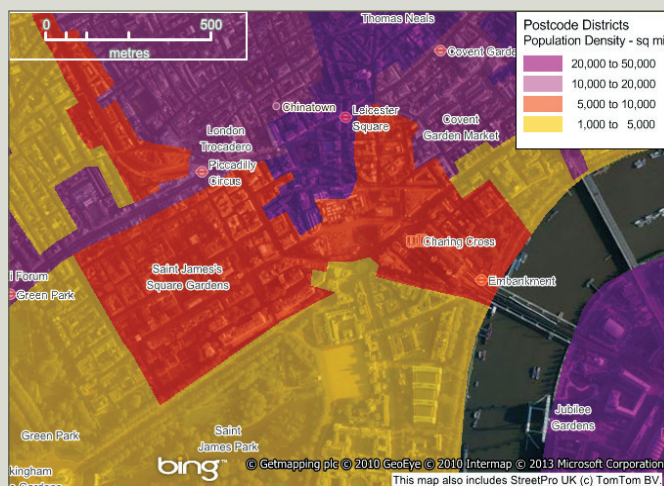 0 500
metres
Thomas Neals
Postcode Districts
Population Density - sq mi
20,000 to 50,000
10,000 to 20,000
5,000 to 10,000
1,000 to 5,000
Covent Garde
Chinatown
Leicester
Square
Covent
Garden Market
London
Trocadero
Piccadilly
Circus
Charing Cross
Saint James's
Square Gardens
i Forum
Green Park
Embankment
Jubilee
Gardens
Green Park
Saint
James Park
kingham
Gardens
bing™
© Getmapping plc © 2010 GeoEye © 2010 Intermap © 2013 Microsoft Corporation
This map also includes StreetPro UK (c) TomTom BV.